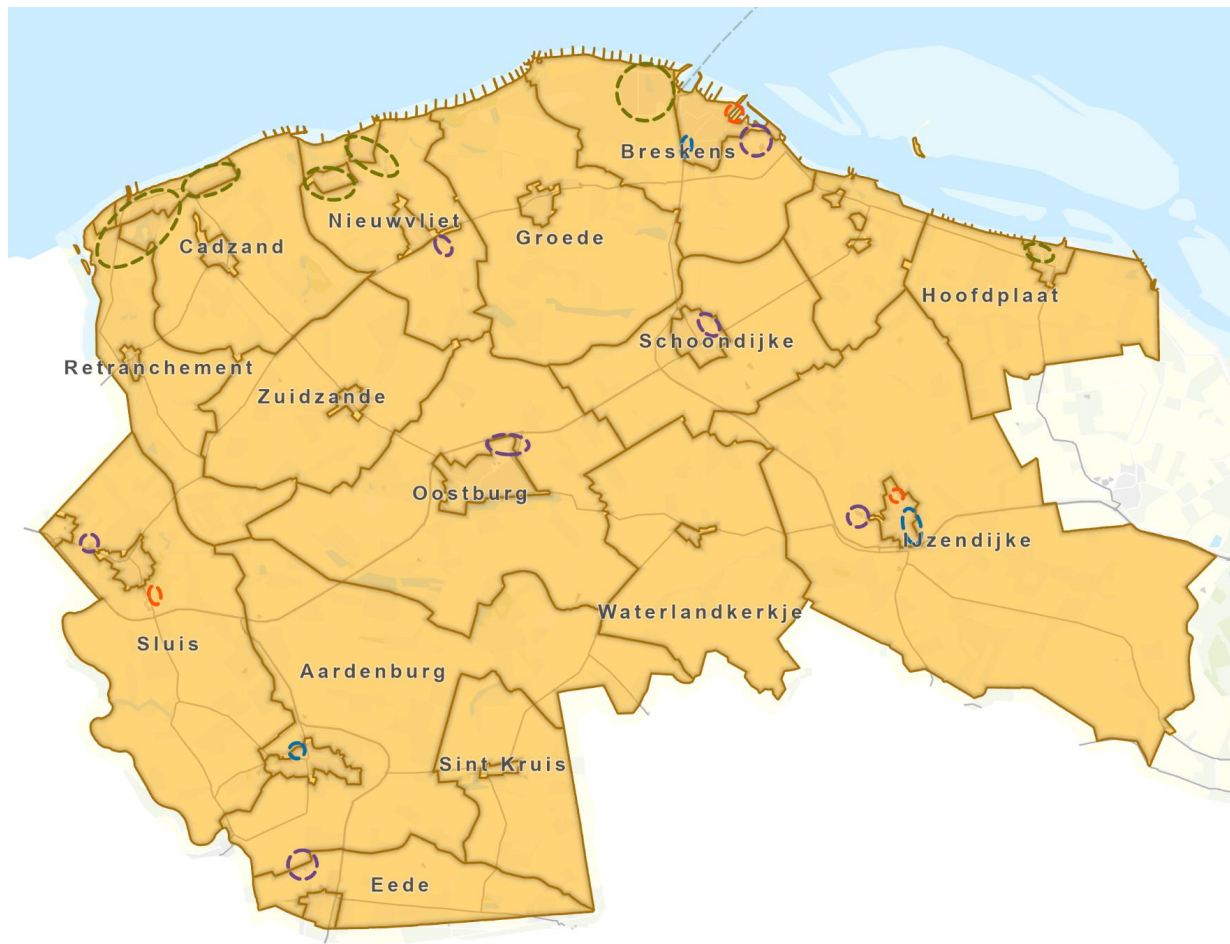 Breskens
Nieuwvliet
Groede
Cadzand
Hoofdplaat
Schoondijke
Retranchement
Zuidzande
Oostburg
IJzendijke
Waterlandkerkje
Sluis
Aardenburg
Sint Kruis
Eede